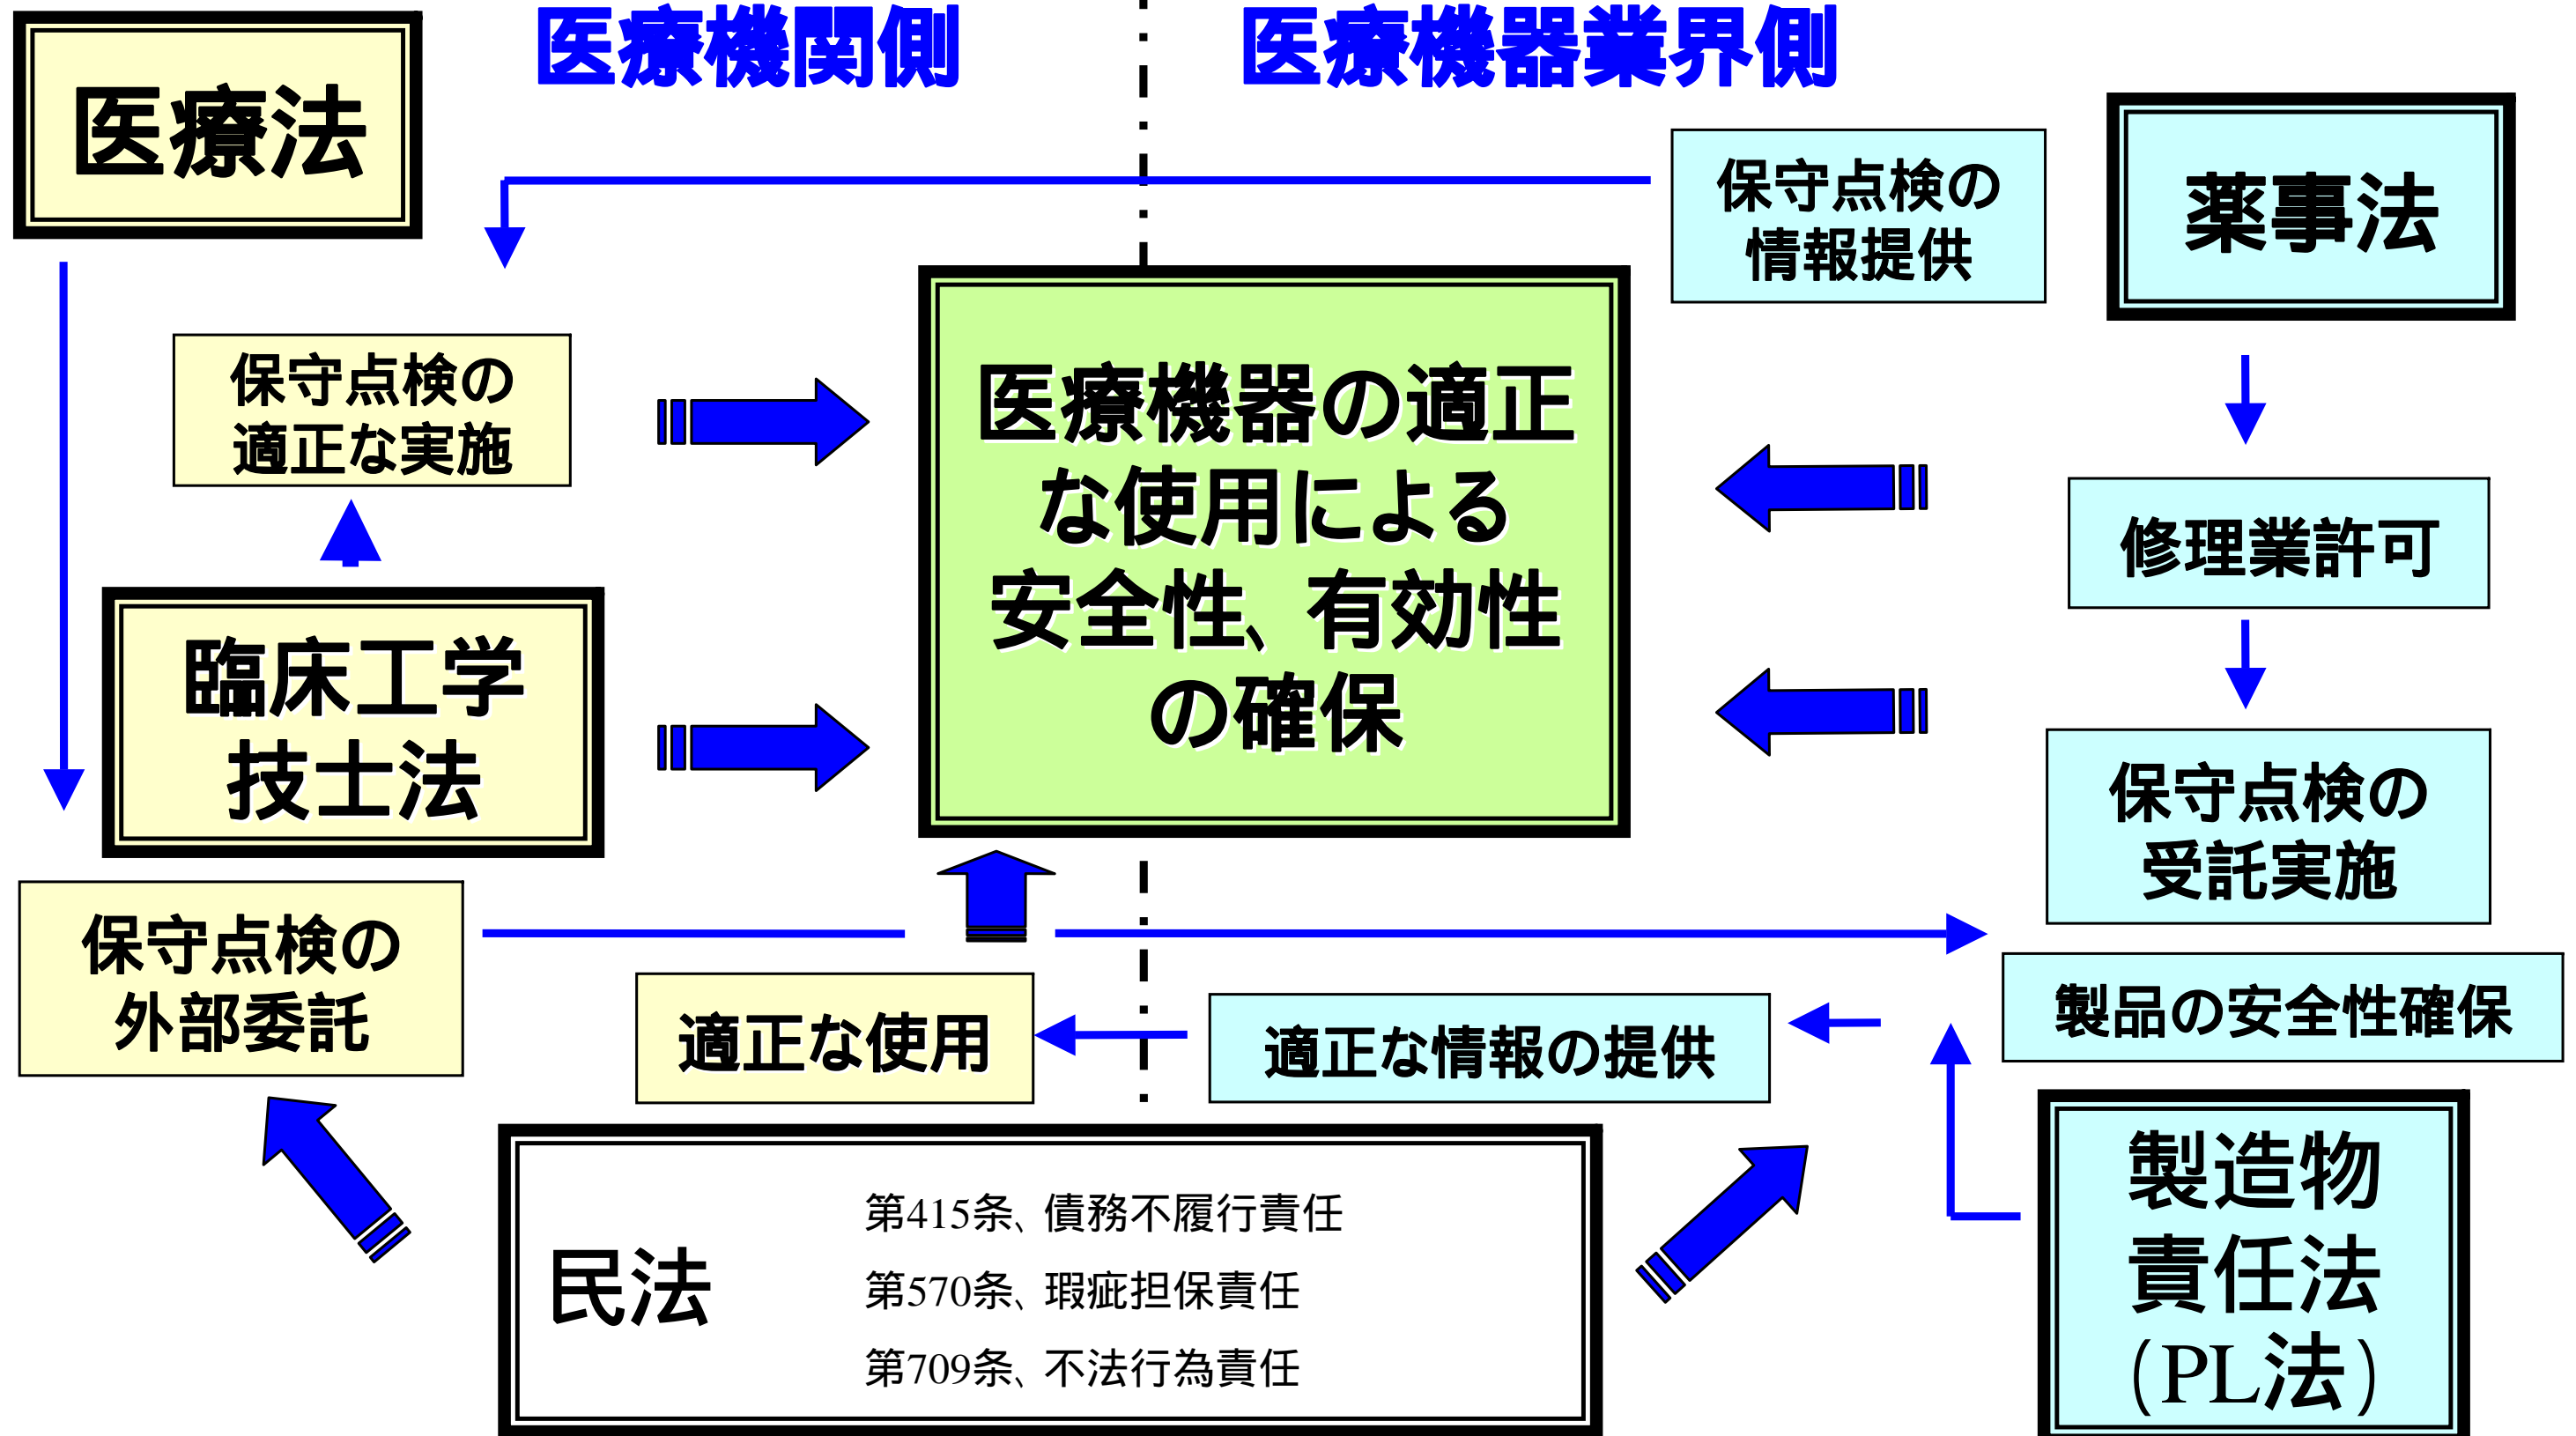 医療機関側
医療機器業界側
医療法
保守点検の
情報提供
薬事法
保守点検の
適正な実施
医療機器の適正
な使用による
安全性、有効性
の確保
修理業許可
臨床工学
技士法
保守点検の
受託実施
保守点検の
外部委託
適正な使用
適正な情報の提供
製品の安全性確保
民法
第415条、債務不履行責任
第570条、瑕疵担保責任
第709条、不法行為責任
製造物
責任法
(PL法)